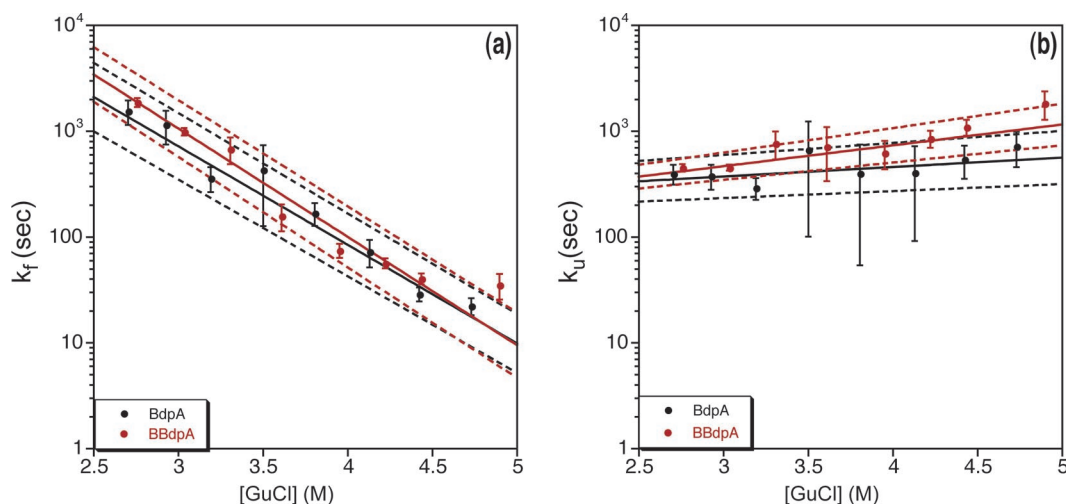 (a)
10⁴
10³
100
10
1
k_f (sec)
BdpA
BBdpA
2.5 3 3.5 4 4.5 5
[GuCl] (M)
(b)
10⁴
10³
100
10
1
k_u (sec)
BdpA
BBdpA
2.5 3 3.5 4 4.5 5
[GuCl] (M)